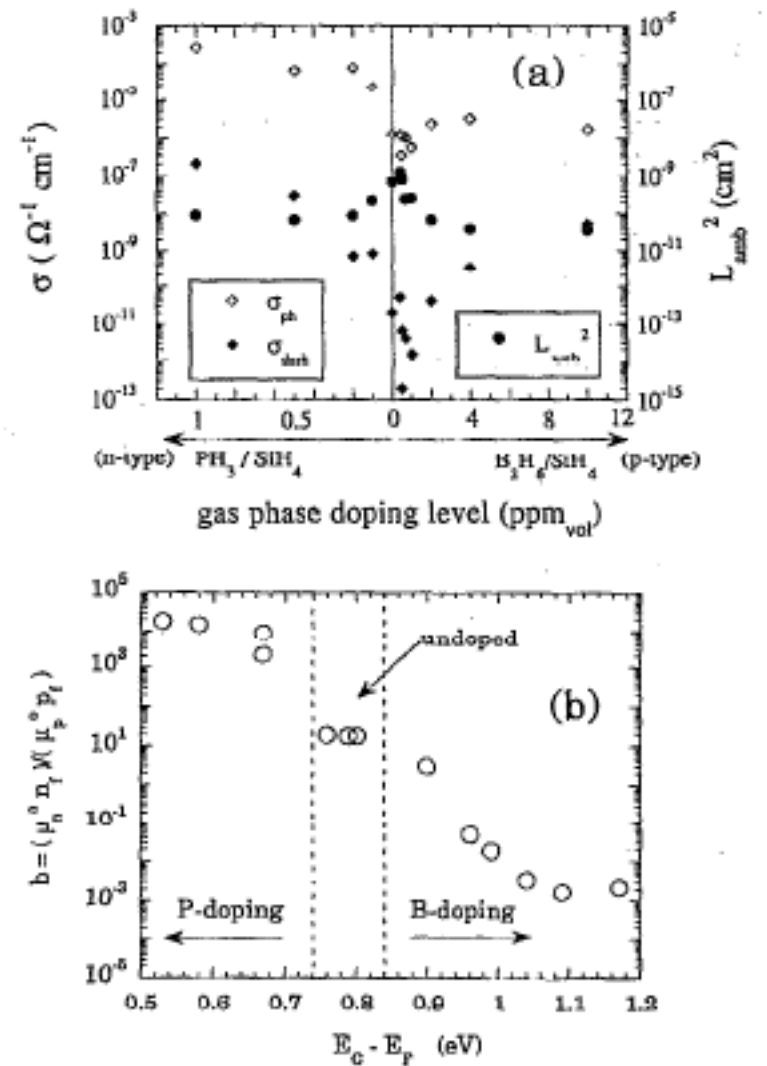 (a)
10⁻³ 10⁻⁵
10⁻⁵ 10⁻⁷
10⁻⁷ 10⁻⁹
10⁻⁹ 10⁻¹¹
10⁻¹¹ 10⁻¹³
10⁻¹³ 10⁻¹⁵
σ ( Ω⁻¹ cm⁻¹)
L_amb² (cm²)
σ_ph
σ_dark
L_amb²
1 0.5 0 4 8 12
(n-type) PH₃ / SiH₄ B₂H₆/SiH₄ (p-type)
gas phase doping level (ppm_vol)
(b)
undoped
10⁵
10³
10¹
10⁻¹
10⁻³
10⁻⁵
b = (μₙ° n_f)/(μₚ° p_f)
P-doping B-doping
0.5 0.6 0.7 0.8 0.9 1 1.1 1.2
E_C - E_F (eV)